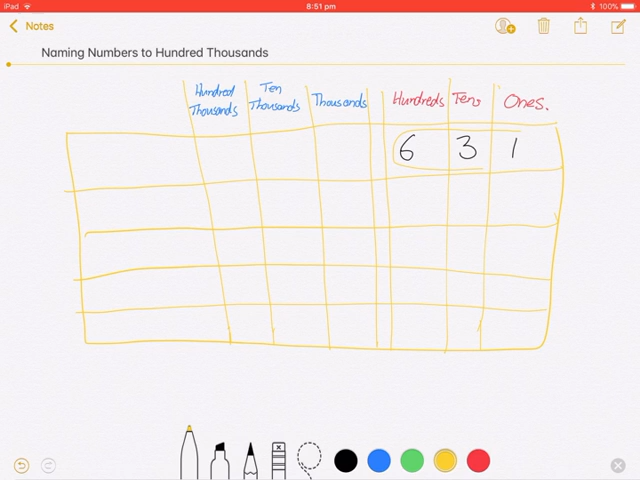 iPad 8:51 pm 100%
Notes
Naming Numbers to Hundred Thousands
Hundred Thousands Ten Thousands Thousands Hundreds Tens Ones.
6 3 1